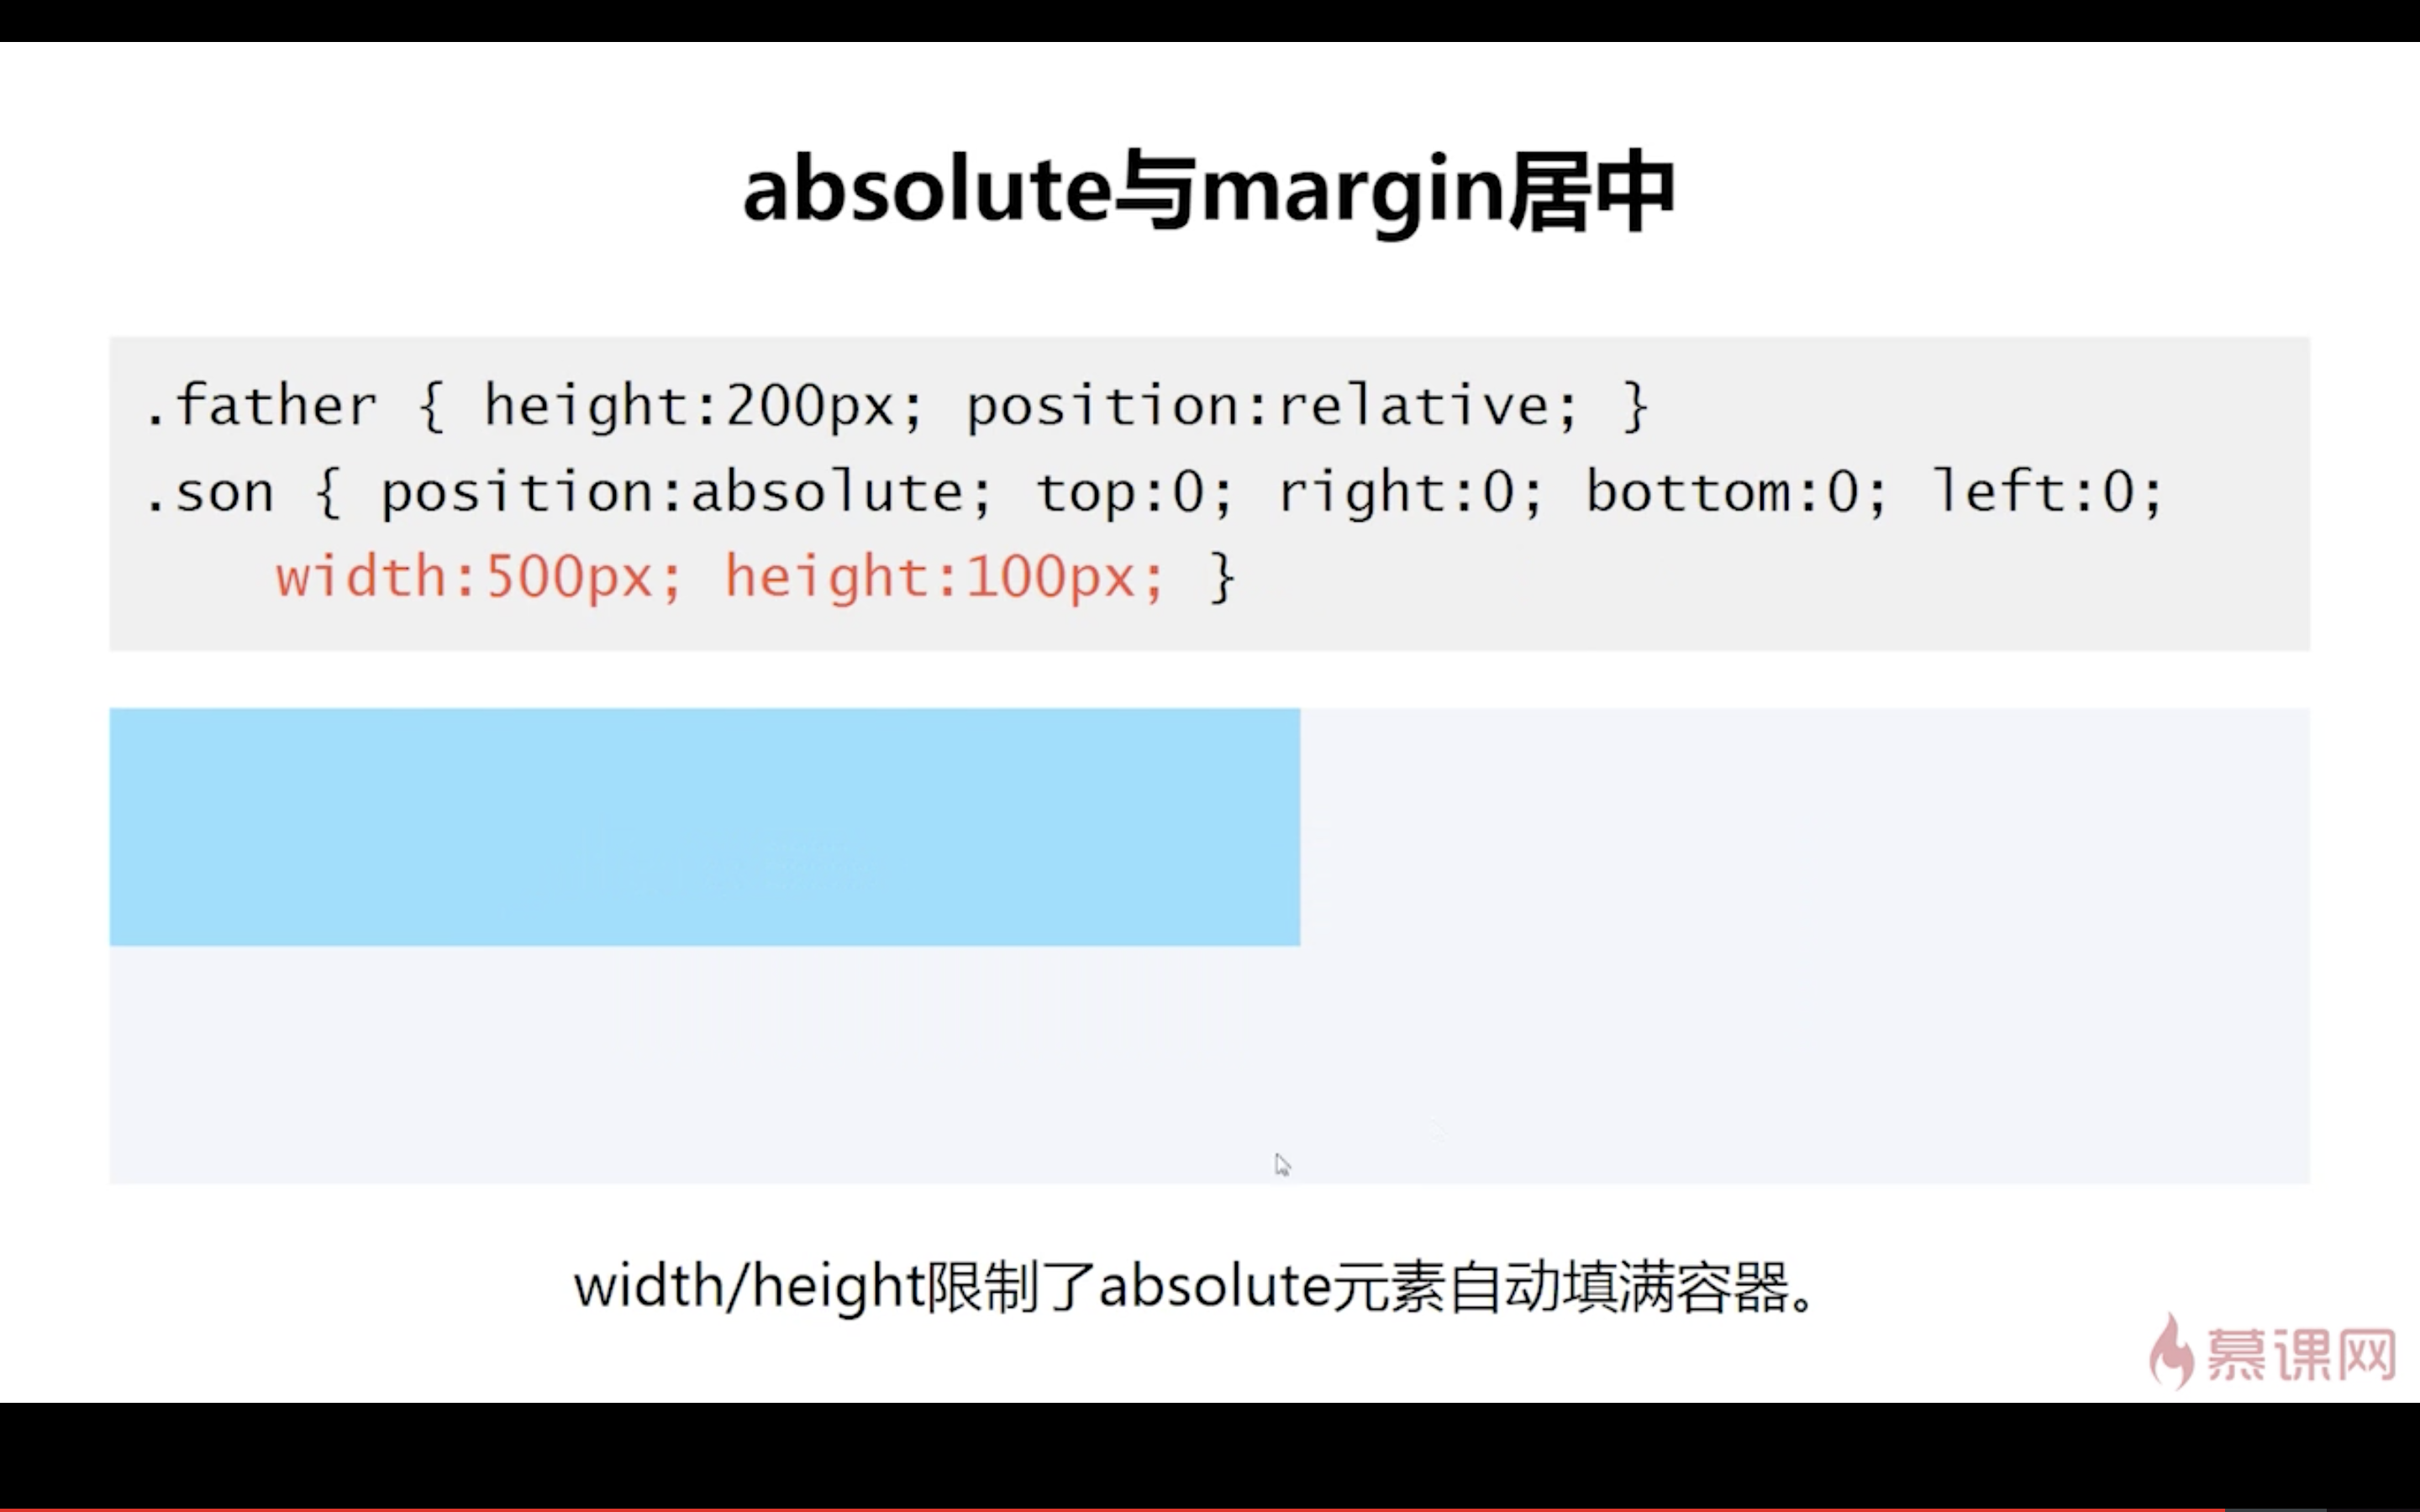 absolute与margin居中
.father { height:200px; position:relative; }
.son { position:absolute; top:0; right:0; bottom:0; left:0;
width:500px; height:100px; }
width/height限制了absolute元素自动填满容器。
慕课网